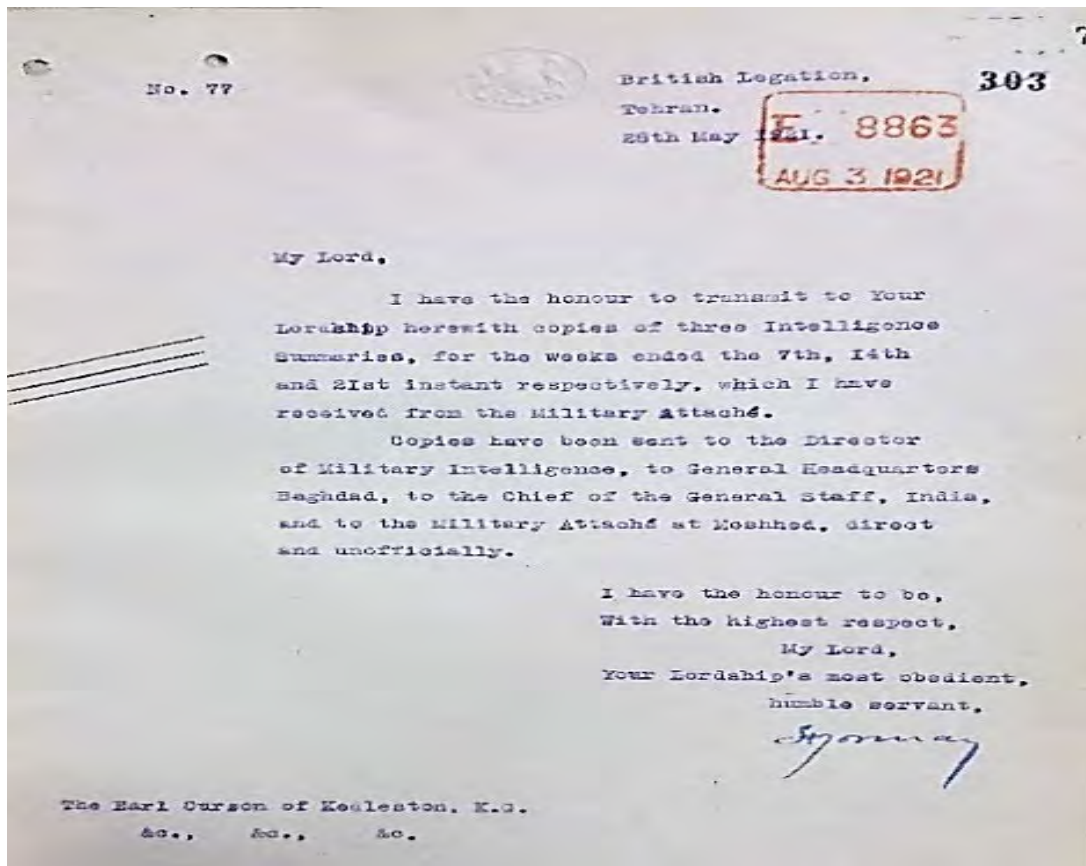 No. 77
British Legation,
303
Tehran.
28th May 1921.
E 8863
AUG 3 1921
My Lord,
I have the honour to transmit to Your
Lordship herewith copies of three Intelligence
Summaries, for the weeks ended the 7th, I4th
and 2Ist instant respectively, which I have
received from the Military Attaché.
Copies have been sent to the Director
of Military Intelligence, to General Headquarters
Baghdad, to the Chief of the General Staff, India,
and to the Military Attaché at Meshhed, direct
and unofficially.
I have the honour to be,
With the highest respect,
My Lord,
Your Lordship's most obedient,
humble servant,
The Earl Curzon of Kedleston, K.G.
&c., &c., &c.